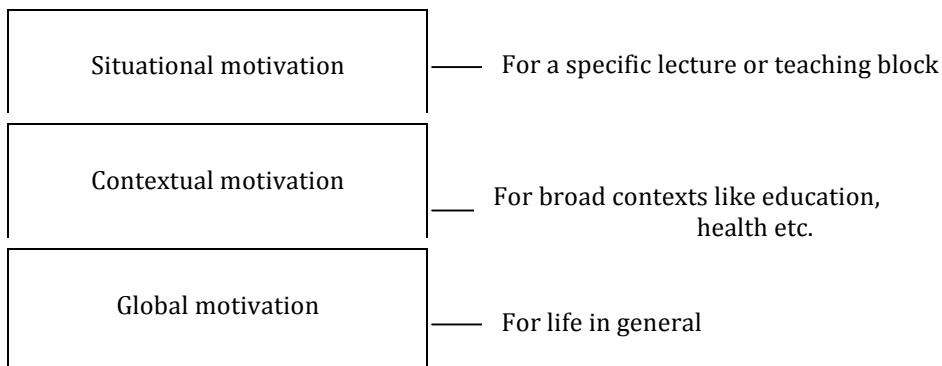 Situational motivation
For a specific lecture or teaching block
Contextual motivation
For broad contexts like education,
health etc.
Global motivation
For life in general